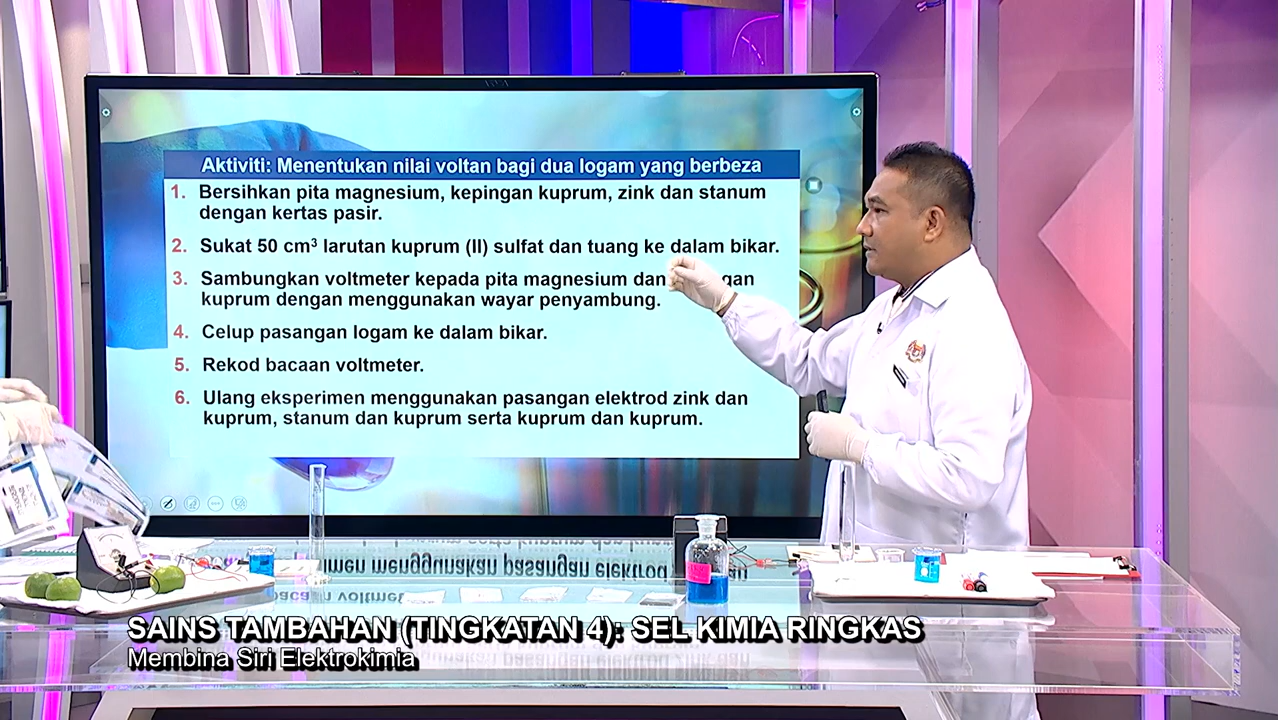 Aktiviti: Menentukan nilai voltan bagi dua logam yang berbeza
1. Bersihkan pita magnesium, kepingan kuprum, zink dan stanum
dengan kertas pasir.
2. Sukat 50 cm³ larutan kuprum (II) sulfat dan tuang ke dalam bikar.
3. Sambungkan voltmeter kepada pita magnesium dan
kuprum dengan menggunakan wayar penyambung.
4. Celup pasangan logam ke dalam bikar.
5. Rekod bacaan voltmeter.
6. Ulang eksperimen menggunakan pasangan elektrod zink dan
kuprum, stanum dan kuprum serta kuprum dan kuprum.
SAINS TAMBAHAN (TINGKATAN 4): SEL KIMIA RINGKAS
Membina Siri Elektrokimia